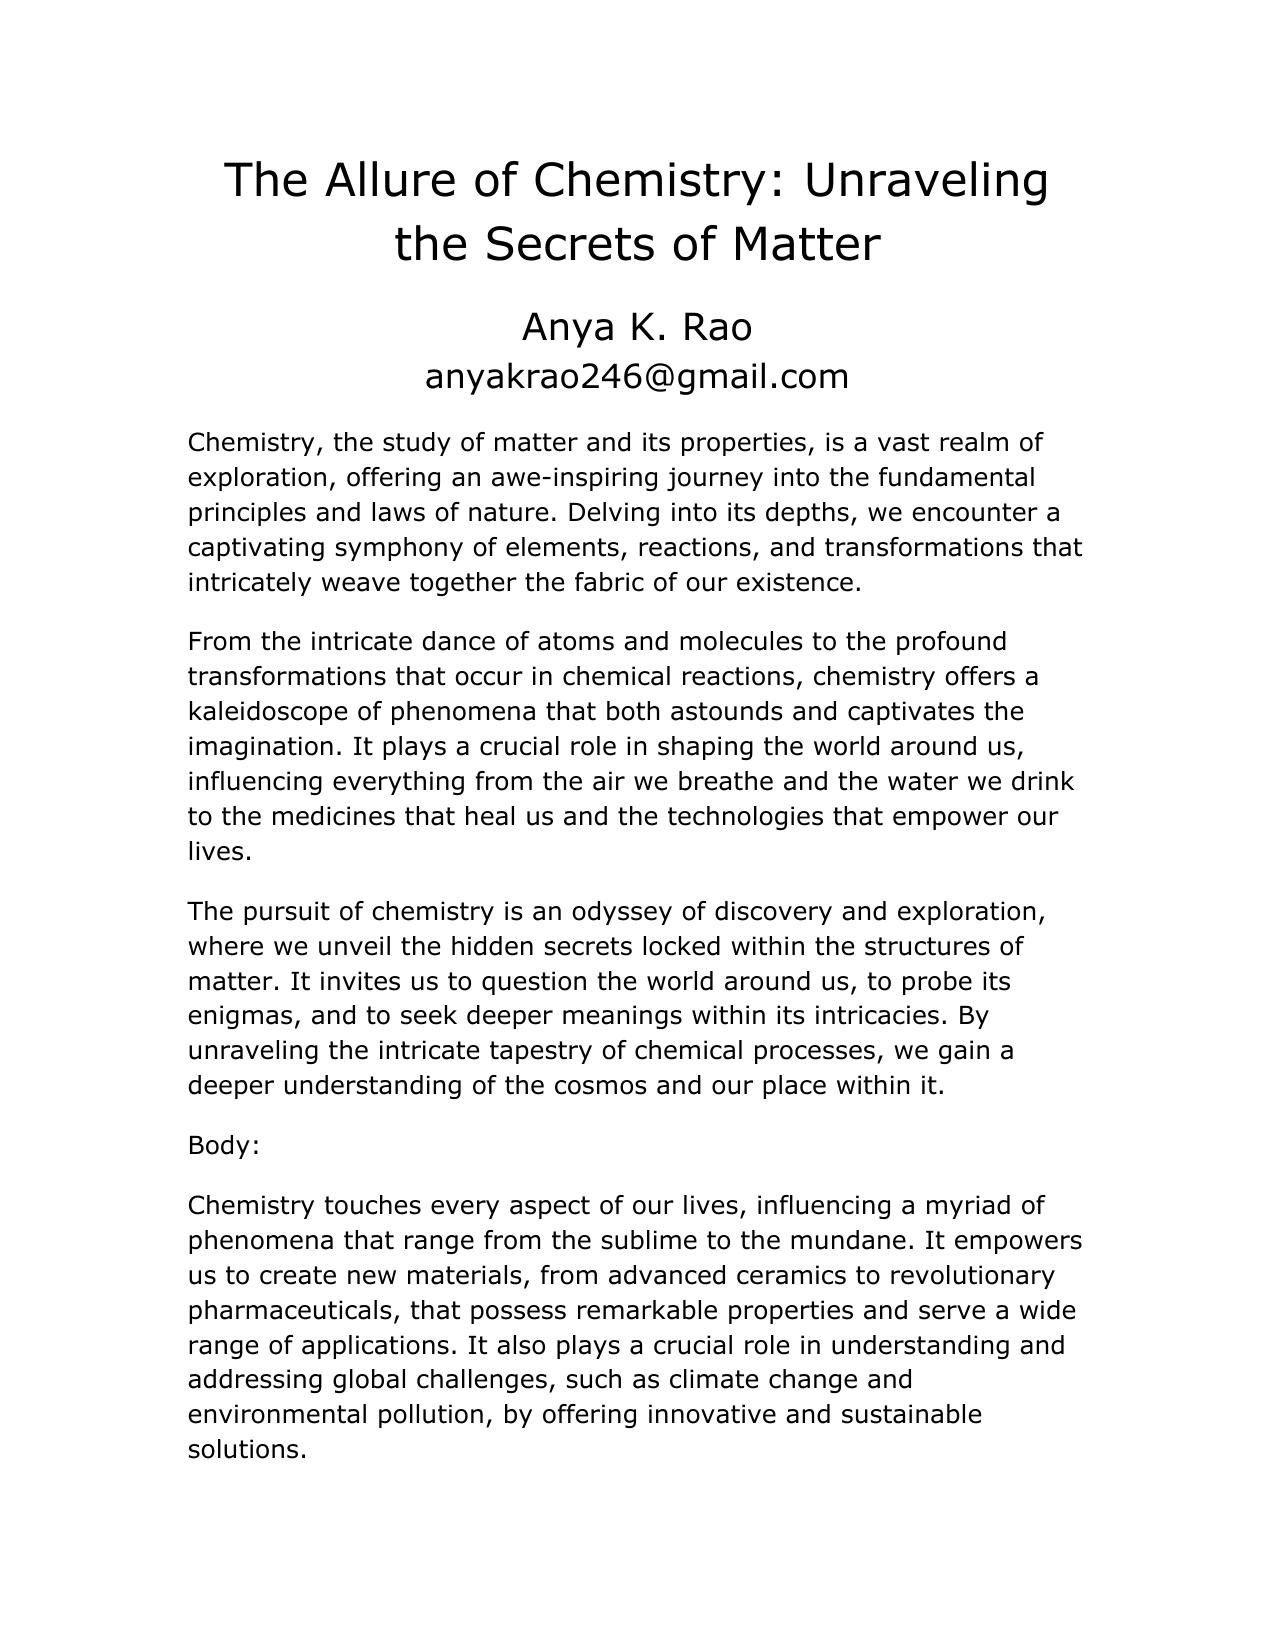 The Allure of Chemistry: Unraveling
the Secrets of Matter
Anya K. Rao
anyakrao246@gmail.com
Chemistry, the study of matter and its properties, is a vast realm of
exploration, offering an awe-inspiring journey into the fundamental
principles and laws of nature. Delving into its depths, we encounter a
captivating symphony of elements, reactions, and transformations that
intricately weave together the fabric of our existence.
From the intricate dance of atoms and molecules to the profound
transformations that occur in chemical reactions, chemistry offers a
kaleidoscope of phenomena that both astounds and captivates the
imagination. It plays a crucial role in shaping the world around us,
influencing everything from the air we breathe and the water we drink
to the medicines that heal us and the technologies that empower our
lives.
The pursuit of chemistry is an odyssey of discovery and exploration,
where we unveil the hidden secrets locked within the structures of
matter. It invites us to question the world around us, to probe its
enigmas, and to seek deeper meanings within its intricacies. By
unraveling the intricate tapestry of chemical processes, we gain a
deeper understanding of the cosmos and our place within it.
Body:
Chemistry touches every aspect of our lives, influencing a myriad of
phenomena that range from the sublime to the mundane. It empowers
us to create new materials, from advanced ceramics to revolutionary
pharmaceuticals, that possess remarkable properties and serve a wide
range of applications. It also plays a crucial role in understanding and
addressing global challenges, such as climate change and
environmental pollution, by offering innovative and sustainable
solutions.